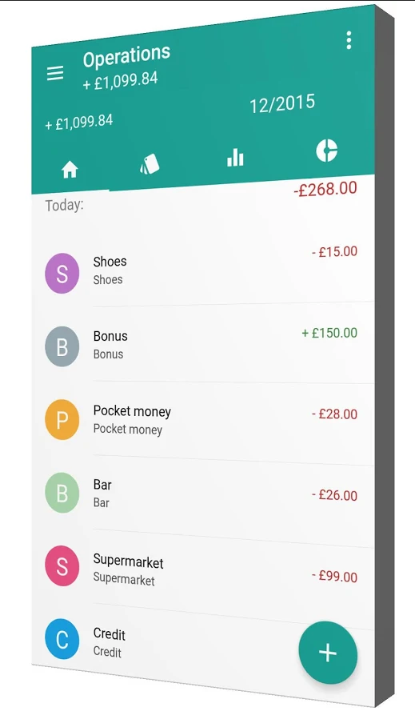 Operations
+ £1,099.84
+ £1,099.84 12/2015
Today: -£268.00
S Shoes - £15.00
Shoes
B Bonus + £150.00
Bonus
P Pocket money - £28.00
Pocket money
B Bar - £26.00
Bar
S Supermarket - £99.00
Supermarket
C Credit
Credit
+